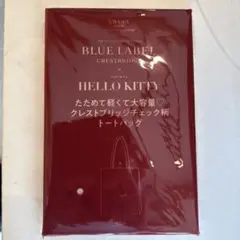 BLUE LABEL
CRESTBRIDGE
×
HELLO KITTY
たためて軽くて大容量♡
クレストブリッジチェック柄
トートバッグ